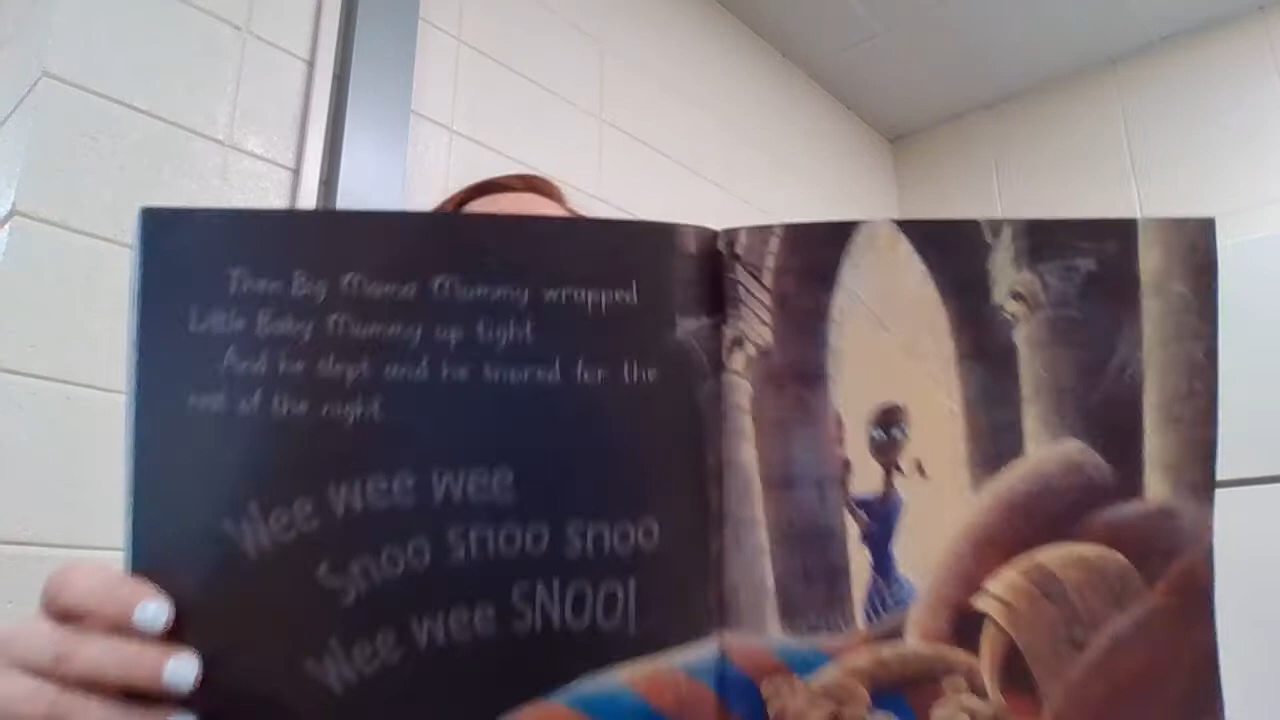 Then Big Mama Mummy wrapped
Little Baby Mummy up tight.
And he slept and he snored for the
rest of the night.
Wee wee wee
Snoo snoo snoo
Wee wee SNOO!